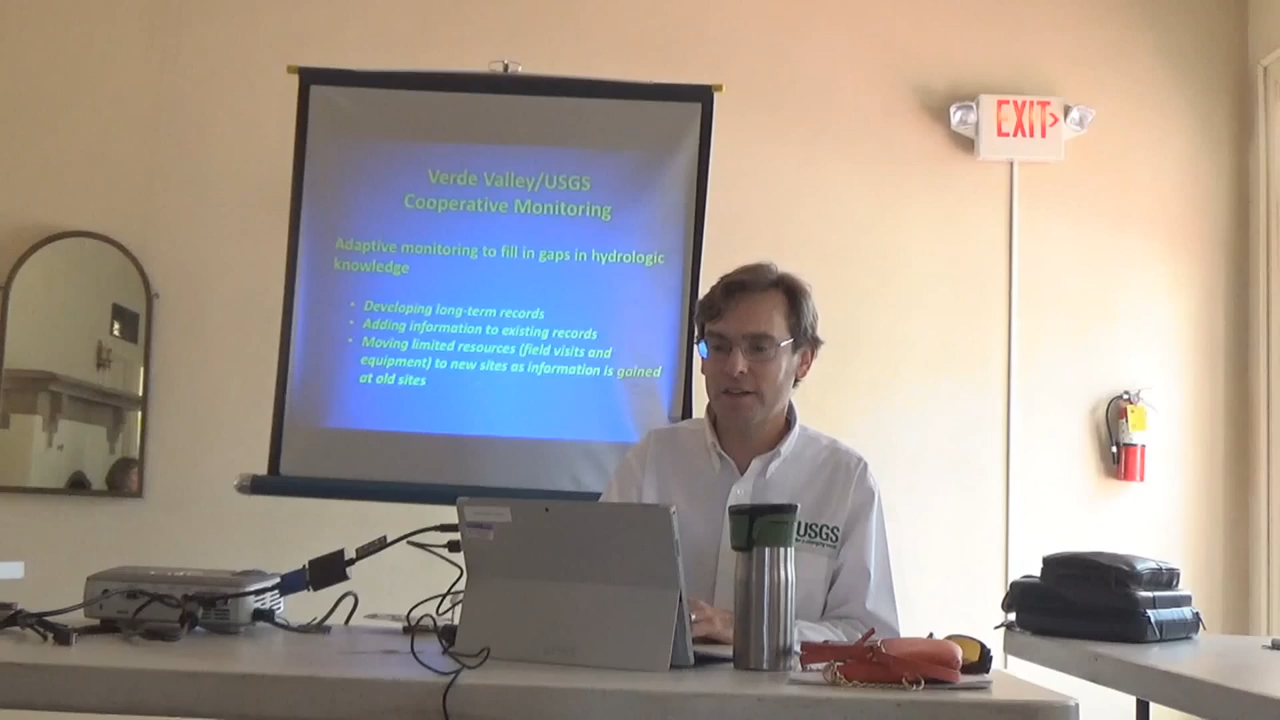 Verde Valley/USGS
Cooperative Monitoring
Adaptive monitoring to fill in gaps in hydrologic
knowledge
• Developing long-term records
• Adding information to existing records
• Moving limited resources (field visits and
equipment) to new sites as information is gained
at old sites
EXIT>
USGS